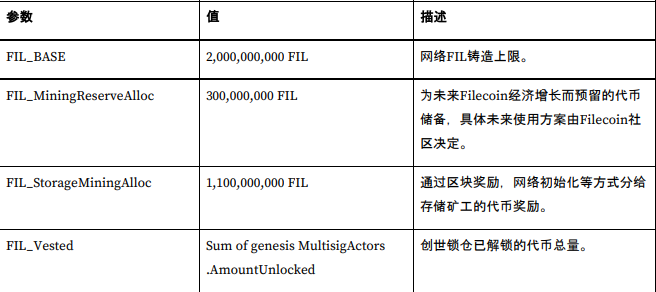 参数 值 描述
FIL_BASE 2,000,000,000 FIL 网络FIL铸造上限。
FIL_MiningReserveAlloc 300,000,000 FIL 为未来Filecoin经济增长而预留的代币
储备，具体未来使用方案由Filecoin社
区决定。
FIL_StorageMiningAlloc 1,100,000,000 FIL 通过区块奖励，网络初始化等方式分给
存储矿工的代币奖励。
FIL_Vested Sum of genesis MultisigActors 创世锁仓已解锁的代币总量。
.AmountUnlocked